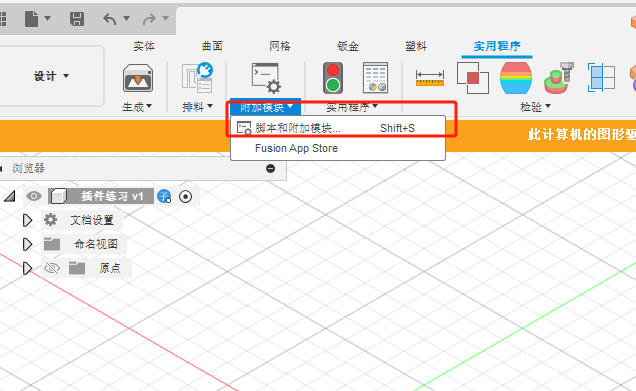 实体 曲面 网格 钣金 塑料 实用程序
设计
生成 排料 附加模块 实用程序 检验
脚本和附加模块... Shift+S
此计算机的图形驱
Fusion App Store
浏览器
插件练习 v1
文档设置
命名视图
原点